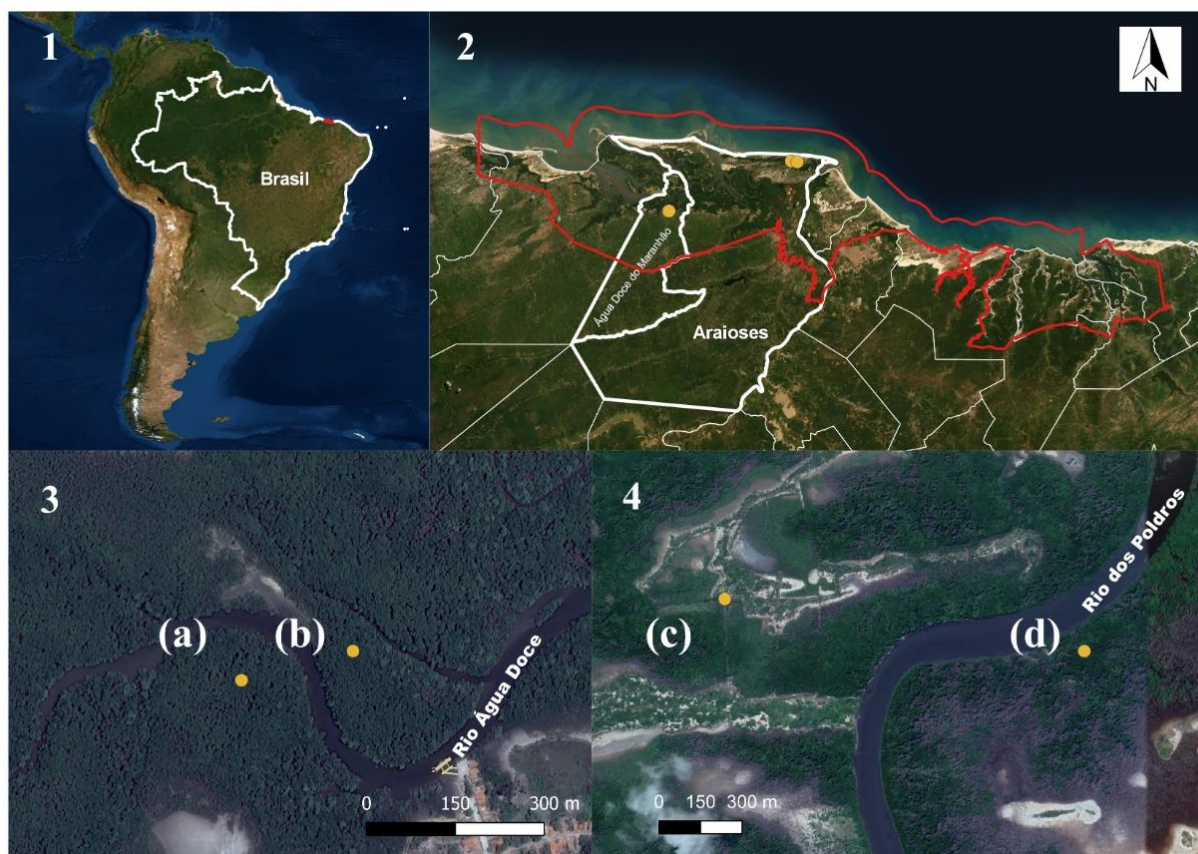 1
Brasil
2
N
Água Doce do Maranhão
Araioses
3
(a)
(b)
Rio Água Doce
0 150 300 m
4
(c)
(d)
Rio dos Poldros
0 150 300 m